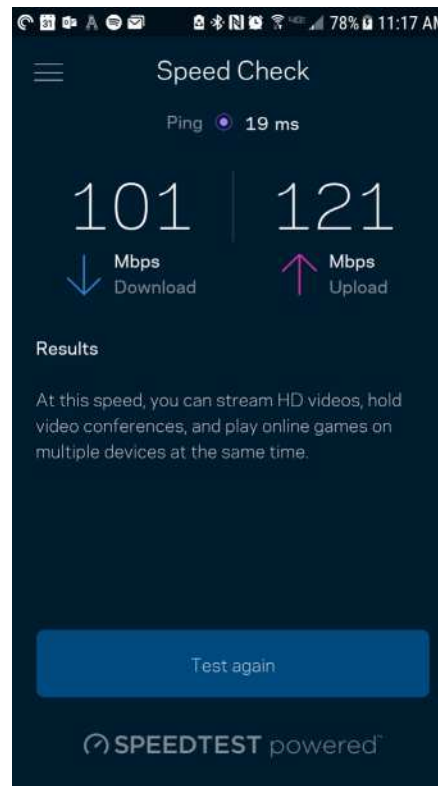 31 78% 11:17 AM
Speed Check
Ping 19 ms
101 121
Mbps Mbps
Download Upload
Results
At this speed, you can stream HD videos, hold
video conferences, and play online games on
multiple devices at the same time.
Test again
SPEEDTEST powered™